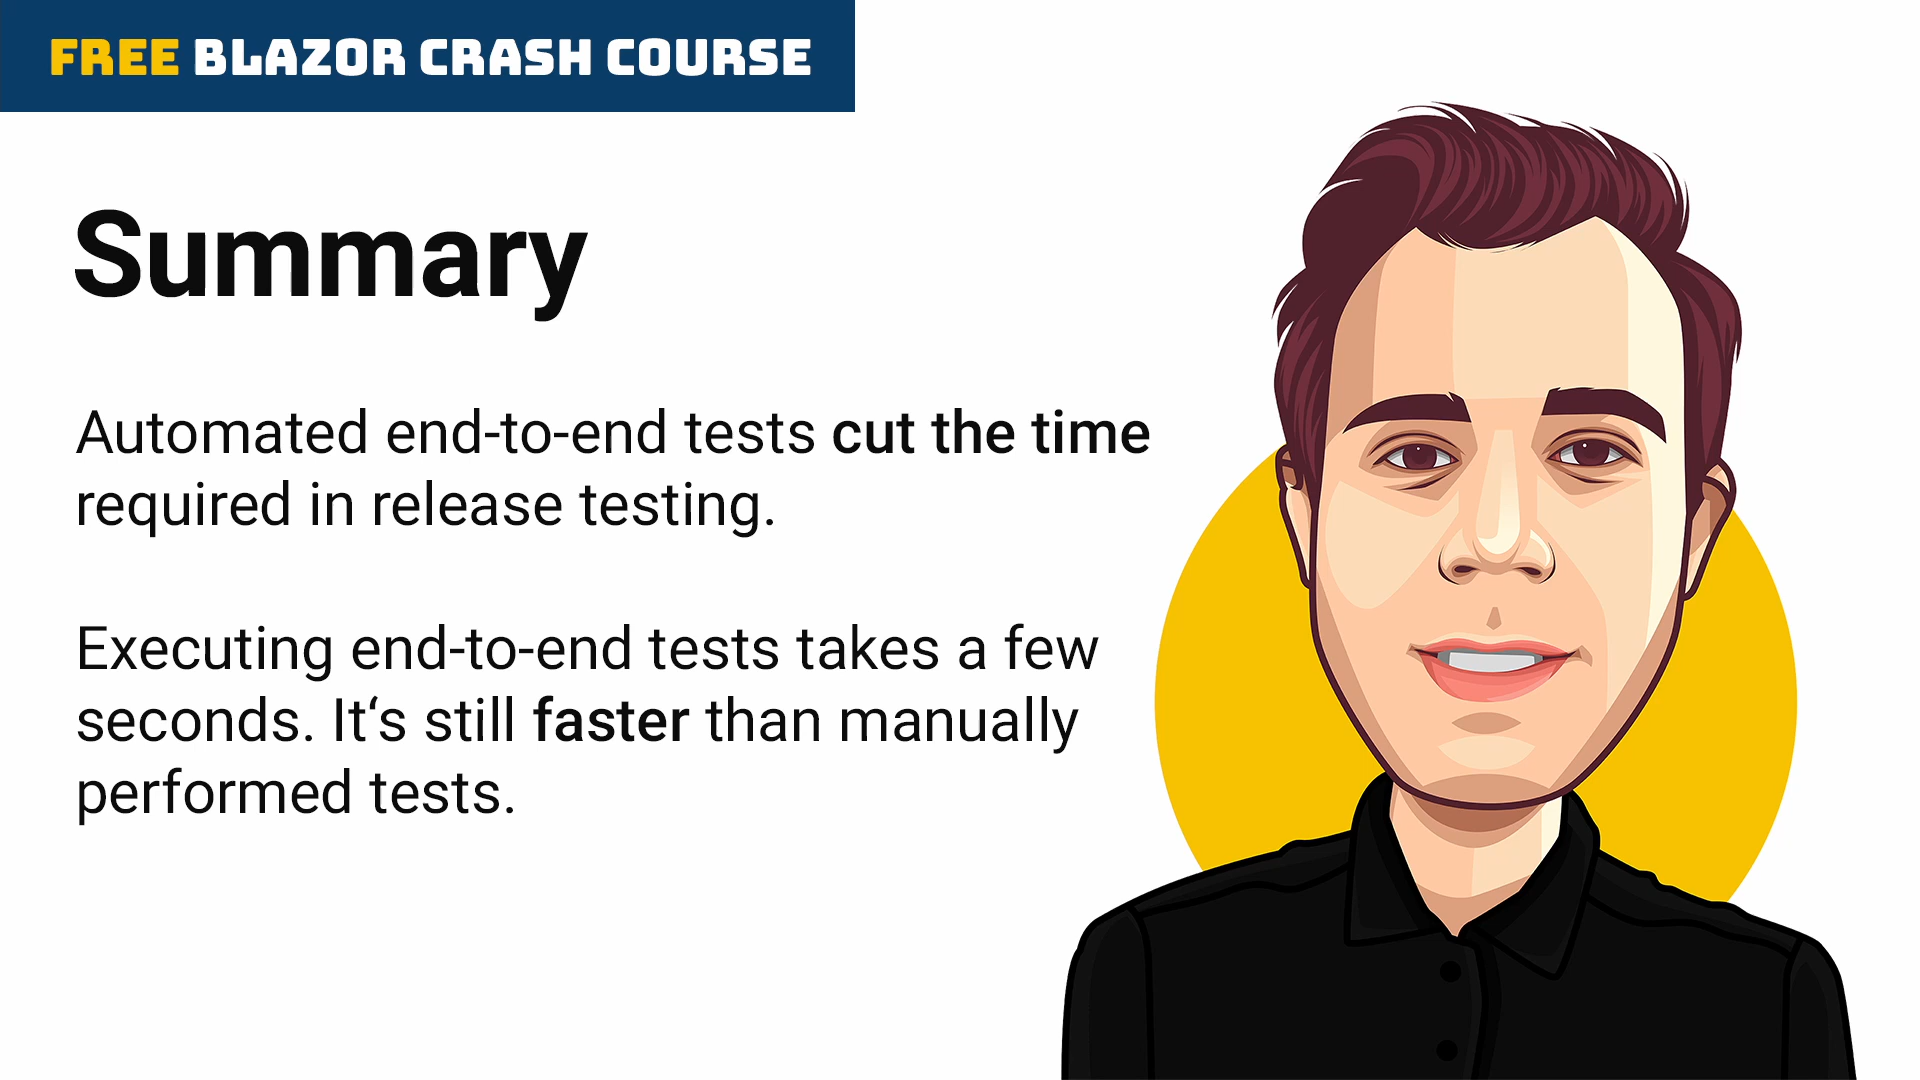 FREE BLAZOR CRASH COURSE
Summary
Automated end-to-end tests cut the time
required in release testing.
Executing end-to-end tests takes a few
seconds. It‘s still faster than manually
performed tests.